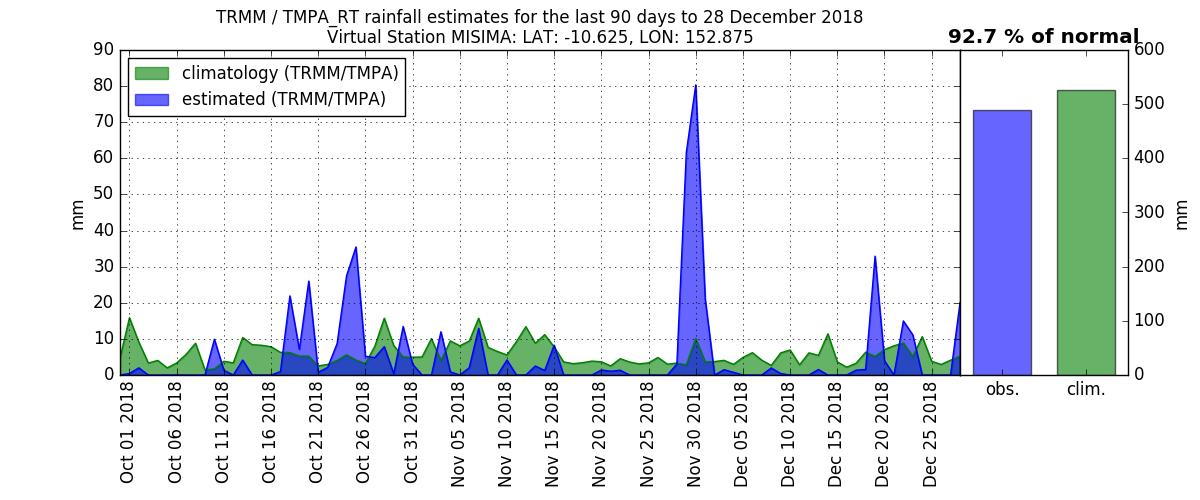 TRMM / TMPA_RT rainfall estimates for the last 90 days to 28 December 2018
Virtual Station MISIMA: LAT: -10.625, LON: 152.875
92.7 % of normal
climatology (TRMM/TMPA)
estimated (TRMM/TMPA)
90
80
70
60
50
40
30
20
10
0
mm
Oct 01 2018
Oct 06 2018
Oct 11 2018
Oct 16 2018
Oct 21 2018
Oct 26 2018
Oct 31 2018
Nov 05 2018
Nov 10 2018
Nov 15 2018
Nov 20 2018
Nov 25 2018
Nov 30 2018
Dec 05 2018
Dec 10 2018
Dec 15 2018
Dec 20 2018
Dec 25 2018
obs.
clim.
600
500
400
300
200
100
0
mm